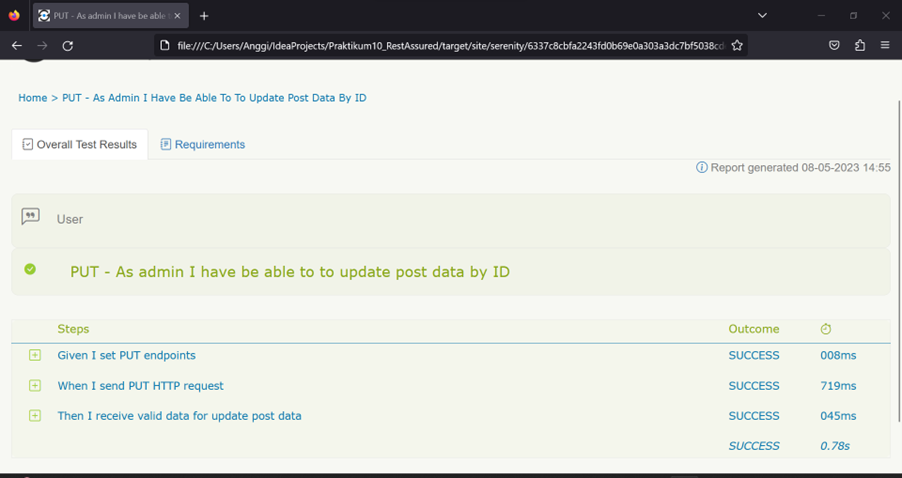 PUT - As admin I have be able t
file:///C:/Users/Anggi/IdeaProjects/Praktikum10_RestAssured/target/site/serenity/6337c8cbfa2243fd0b69e0a303a3dc7bf5038cd
Home > PUT - As Admin I Have Be Able To To Update Post Data By ID
Overall Test Results Requirements
Report generated 08-05-2023 14:55
User
PUT - As admin I have be able to to update post data by ID
Steps Outcome
Given I set PUT endpoints SUCCESS 008ms
When I send PUT HTTP request SUCCESS 719ms
Then I receive valid data for update post data SUCCESS 045ms
SUCCESS 0.78s